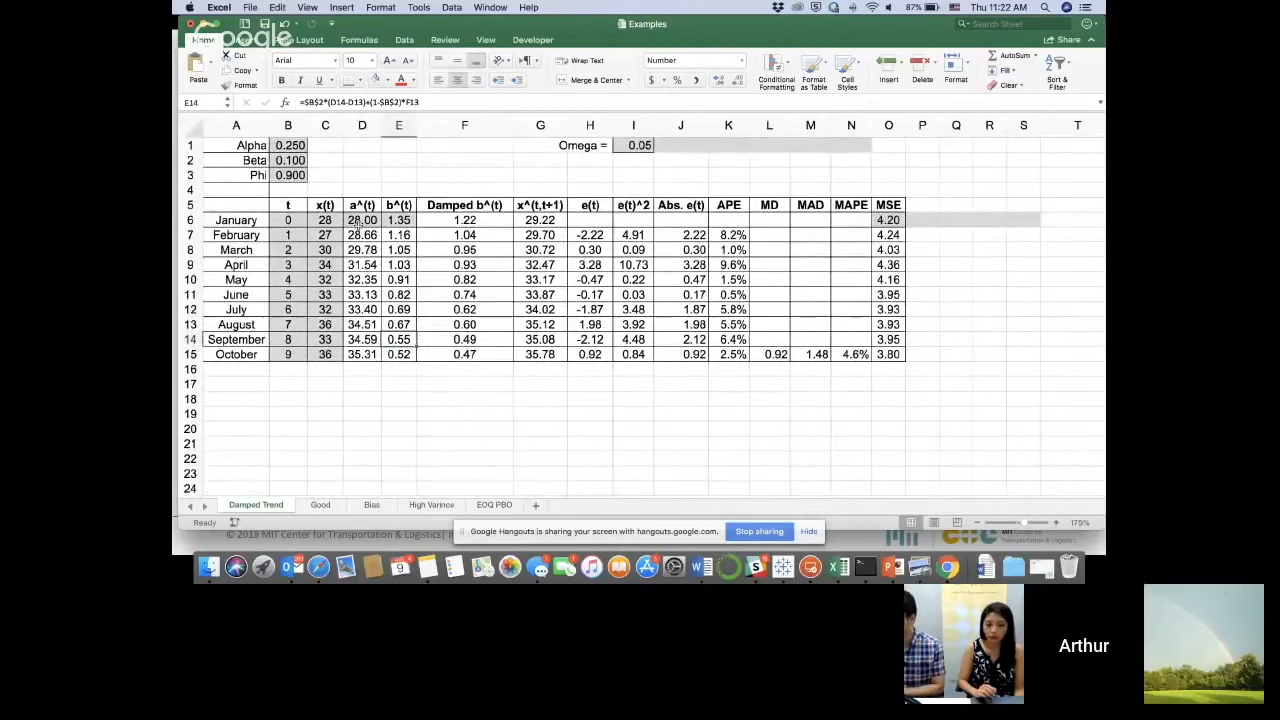 Excel File Edit View Insert Format Tools Data Window Help 87% Thu 11:22 AM
Examples Search Sheet
Google
Home Page Layout Formulas Data Review View Developer Share
Cut Arial 10 Wrap Text Number AutoSum
Copy Fill
Paste Format Merge & Center Conditional Formatting Format as Table Cell Styles Insert Delete Format Clear Sort & Filter
E14 fx =$B$2*(D14-D13)+(1-$B$2)*F13
A B C D E F G H I J K L M N O P Q R S T
1 Alpha 0.250 Omega = 0.05
2 Beta 0.100
3 Phi 0.900
4
5 t x(t) a^(t) b^(t) Damped b^(t) x^(t,t+1) e(t) e(t)^2 Abs. e(t) APE MD MAD MAPE MSE
6 January 0 28 28.00 1.35 1.22 29.22 4.20
7 February 1 27 28.66 1.16 1.04 29.70 -2.22 4.91 2.22 8.2% 4.24
8 March 2 30 29.78 1.05 0.95 30.72 0.30 0.09 0.30 1.0% 4.03
9 April 3 34 31.54 1.03 0.93 32.47 3.28 10.73 3.28 9.6% 4.36
10 May 4 32 32.35 0.91 0.82 33.17 -0.47 0.22 0.47 1.5% 4.16
11 June 5 33 33.13 0.82 0.74 33.87 -0.17 0.03 0.17 0.5% 3.95
12 July 6 32 33.40 0.69 0.62 34.02 -1.87 3.48 1.87 5.8% 3.93
13 August 7 36 34.51 0.67 0.60 35.12 1.98 3.92 1.98 5.5% 3.93
14 September 8 33 34.59 0.55 0.49 35.08 -2.12 4.48 2.12 6.4% 3.95
15 October 9 36 35.31 0.52 0.47 35.78 0.92 0.84 0.92 2.5% 0.92 1.48 4.6% 3.80
16
17
18
19
20
21
22
23
24
Damped Trend Good Bias High Varince EOQ PBO
Ready 179%
Google Hangouts is sharing your screen with hangouts.google.com. Stop sharing Hide
© 2018 MIT Center for Transportation & Logistics
Arthur